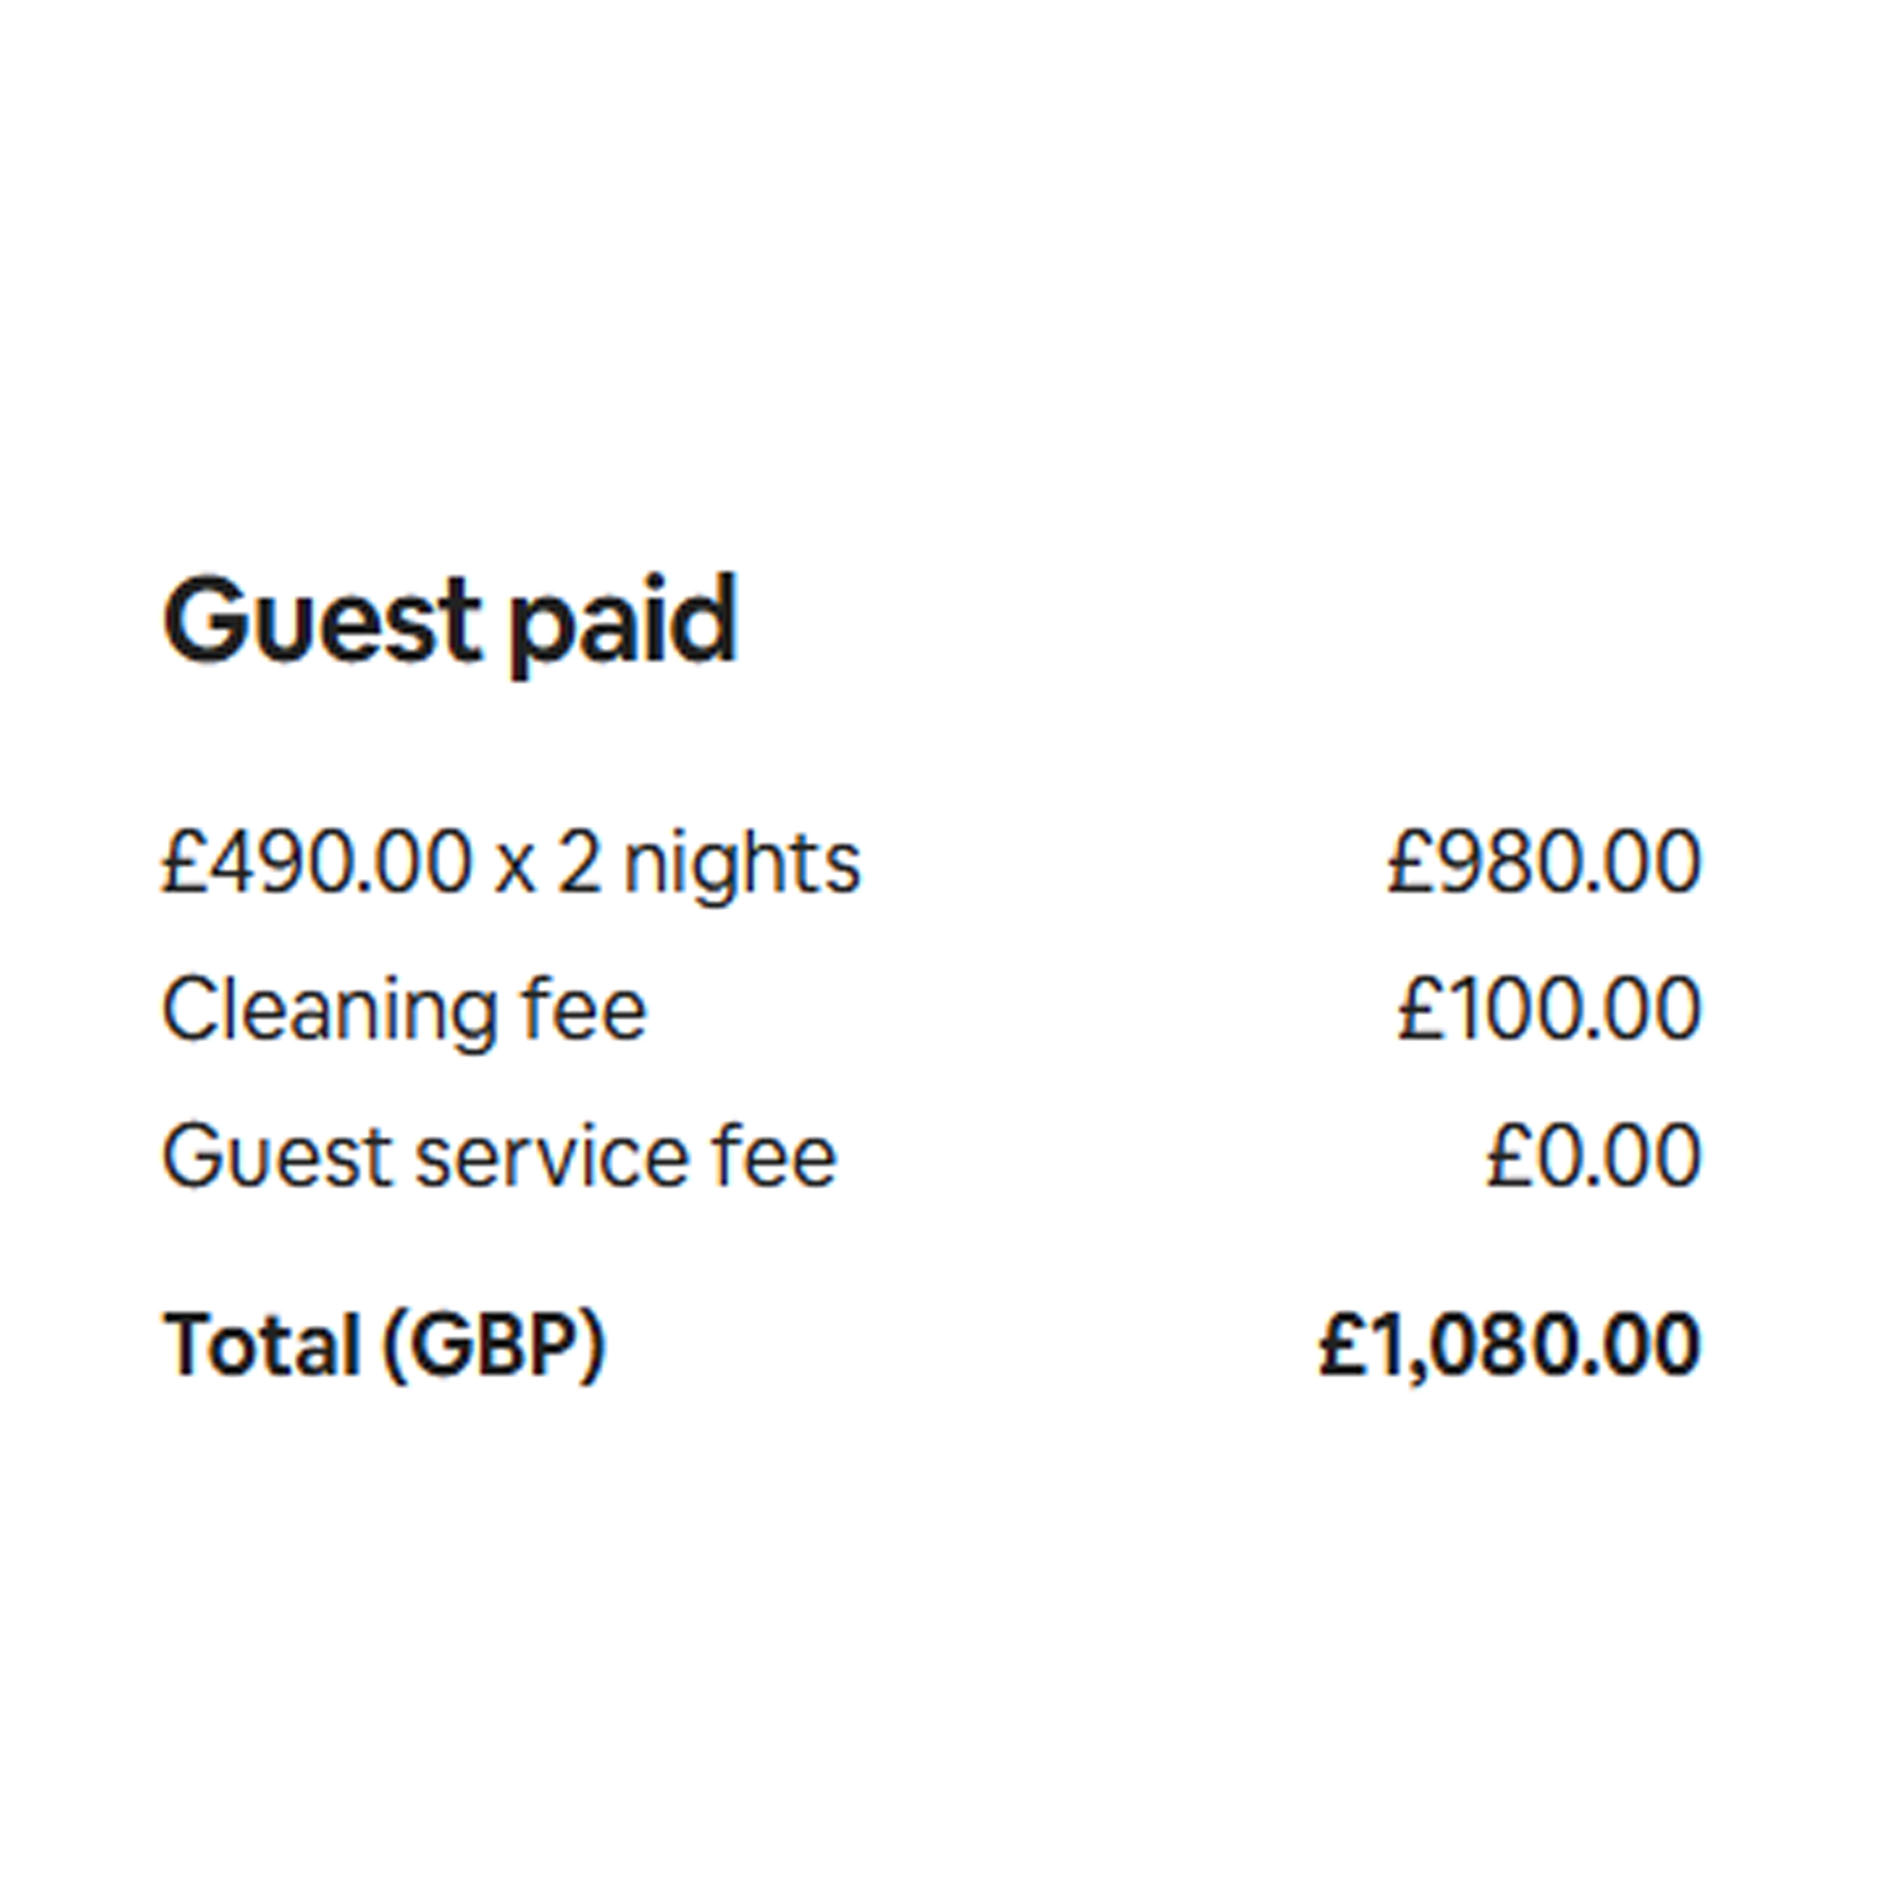 Guest paid
£490.00 x 2 nights £980.00
Cleaning fee £100.00
Guest service fee £0.00
Total (GBP) £1,080.00